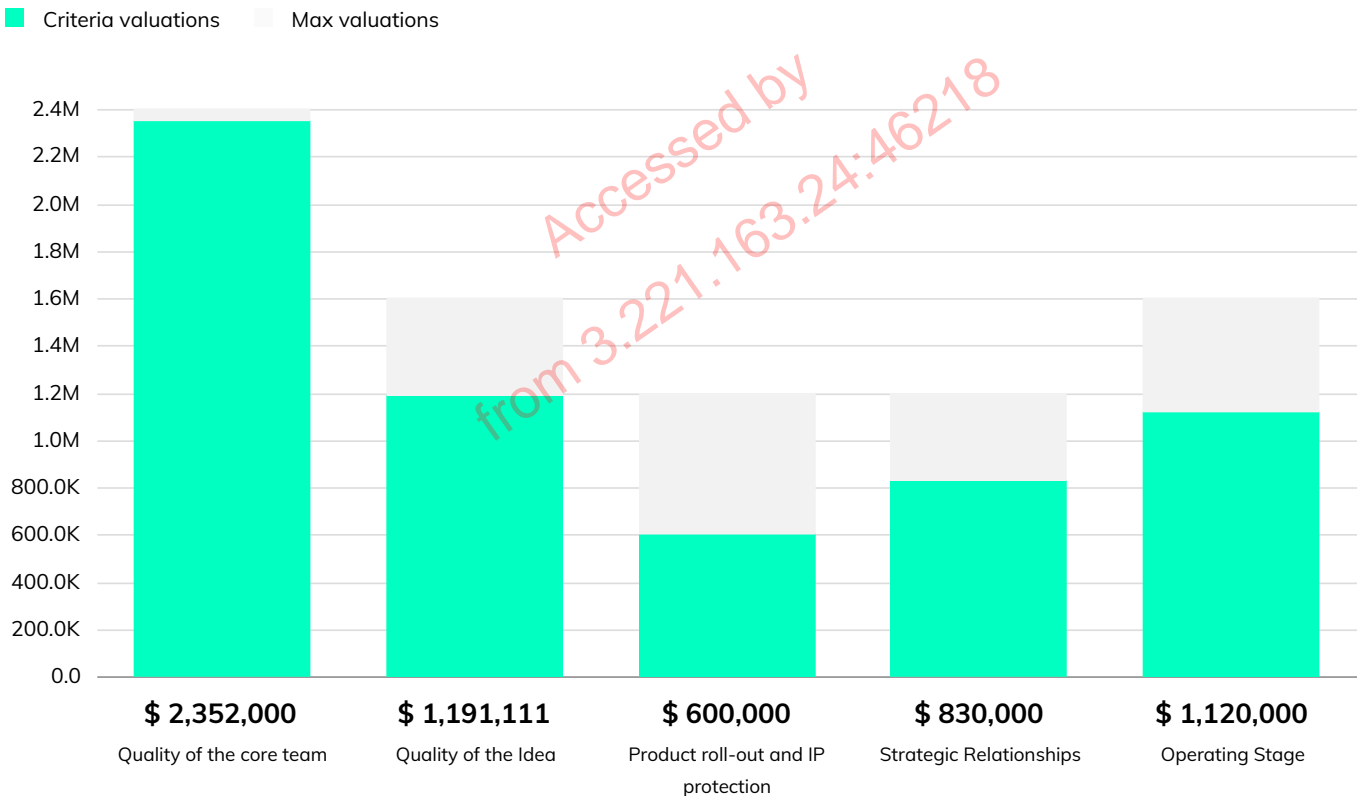 Criteria valuations Max valuations
Accessed by
from 3.221.163.24:46218
2.4M
2.2M
2.0M
1.8M
1.6M
1.4M
1.2M
1.0M
800.0K
600.0K
400.0K
200.0K
0.0
$ 2,352,000 $ 1,191,111 $ 600,000 $ 830,000 $ 1,120,000
Quality of the core team Quality of the Idea Product roll-out and IP Strategic Relationships Operating Stage
protection